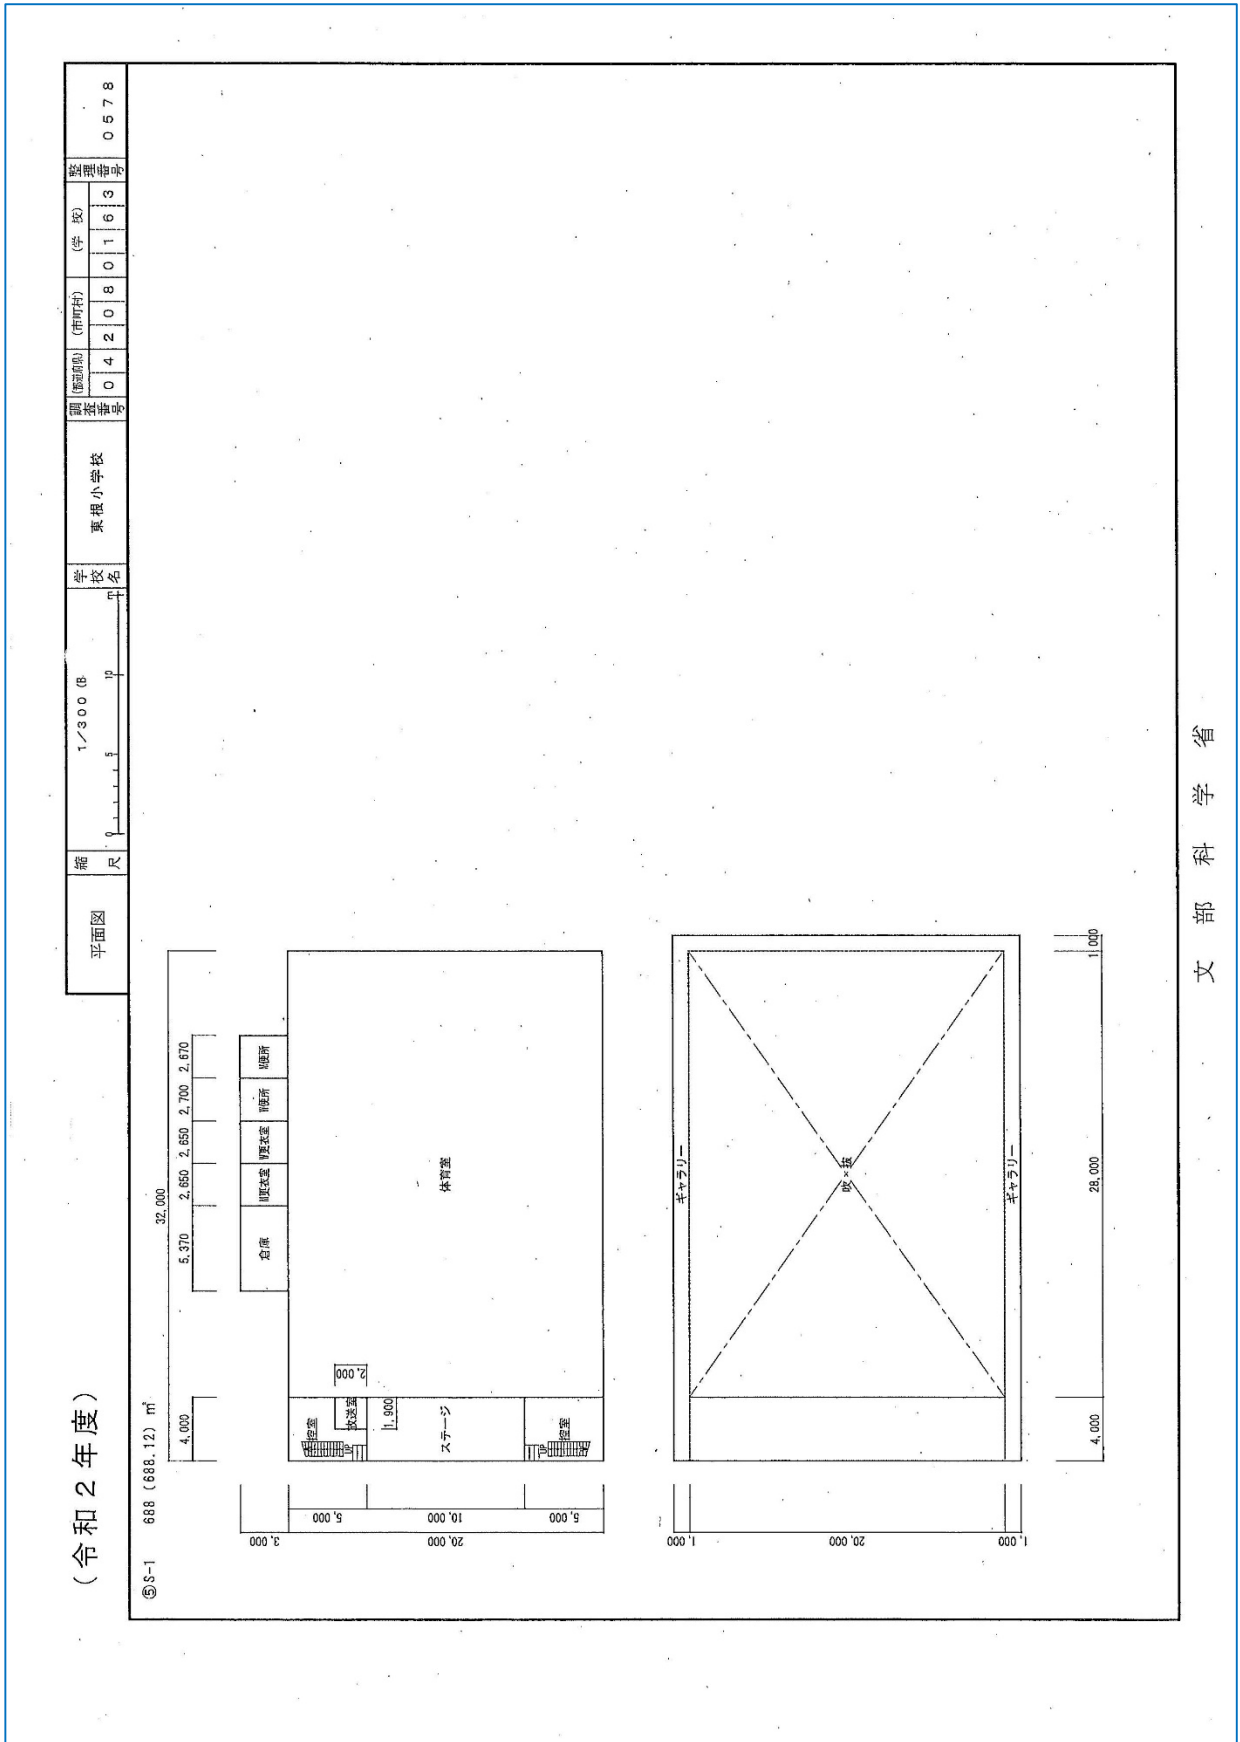 (令和2年度)
平面図
縮尺
1/300 (B
0 5 10 m
学校名
東根小学校
調査番号
(都道府県) (市町村) (学 校)
0 4 2 0 8 0 1 6 3
整理番号
0578
⑤S-1 688 (688.12) ㎡
32,000
4,000
5,370 2,650 2,650 2,700 2,670
倉庫
M更衣室
W更衣室
W便所
M便所
3,000
5,000
10,000
5,000
20,000
控室
UP
放送室
2,000
1,900
ステージ
控室
UP
体育室
ギャラリー
吹×抜
ギャラリー
1,000
20,000
1,000
4,000
28,000
1,000
文部科学省